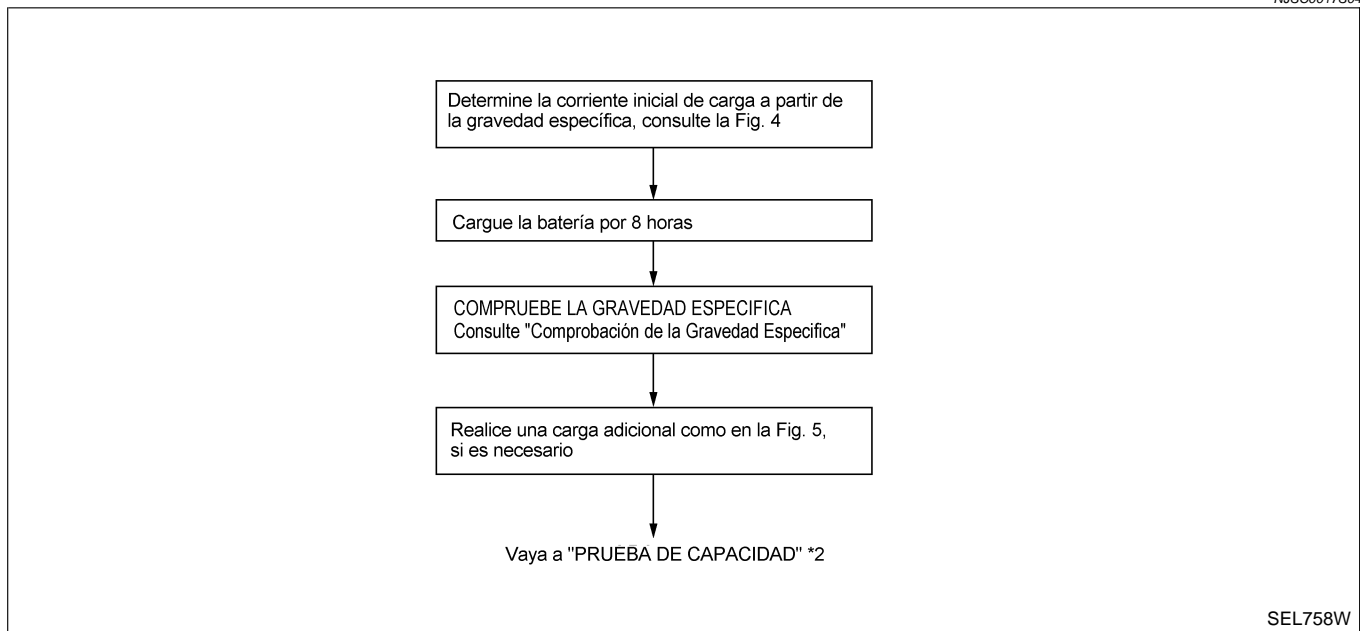 Determine la corriente inicial de carga a partir de
la gravedad específica, consulte la Fig. 4
Cargue la batería por 8 horas
COMPRUEBE LA GRAVEDAD ESPECIFICA
Consulte "Comprobación de la Gravedad Especifica"
Realice una carga adicional como en la Fig. 5,
si es necesario
Vaya a "PRUEBA DE CAPACIDAD" *2
SEL758W